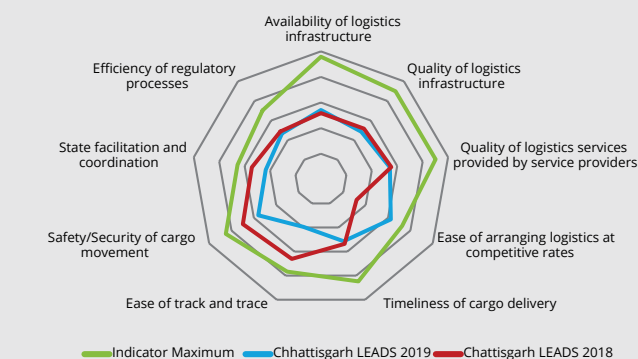 Availability of logistics
infrastructure
Efficiency of regulatory
processes
Quality of logistics
infrastructure
State facilitation and
coordination
Quality of logistics services
provided by service providers
Safety/Security of cargo
movement
Ease of arranging logistics at
competitive rates
Ease of track and trace
Timeliness of cargo delivery
Indicator Maximum
Chhattisgarh LEADS 2019
Chattisgarh LEADS 2018